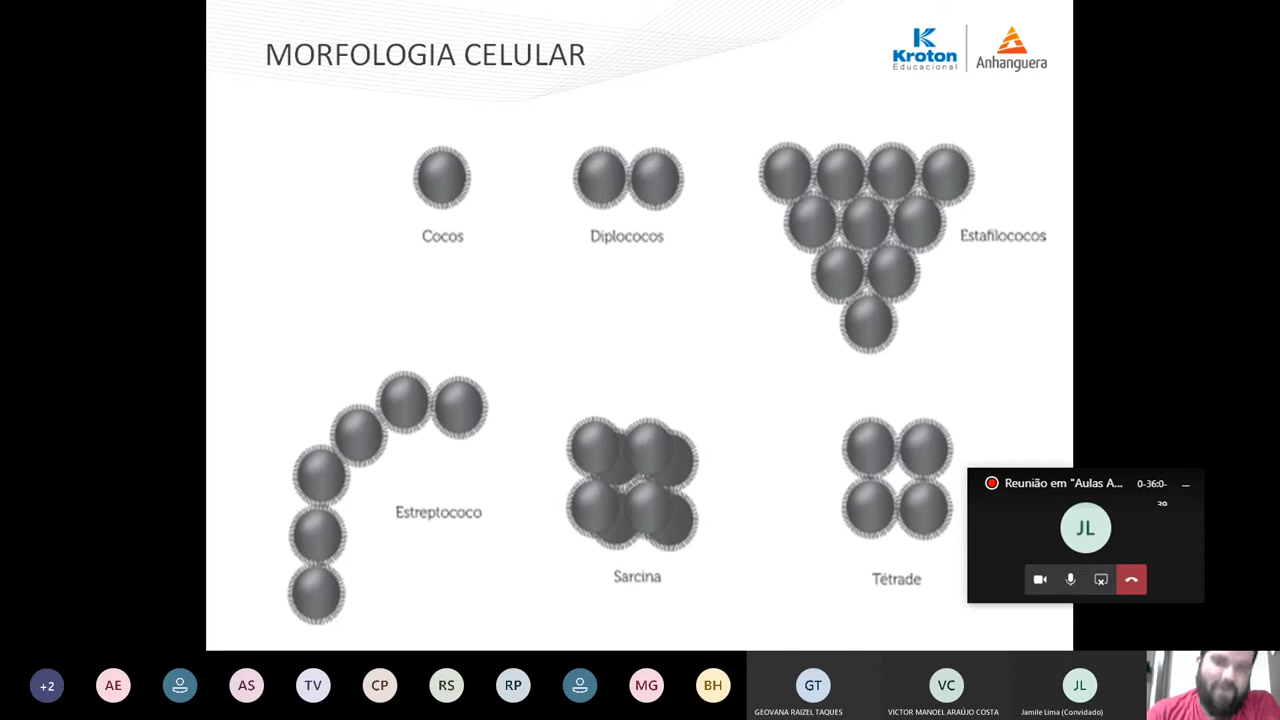 MORFOLOGIA CELULAR
Kroton
Educacional
Anhanguera
Cocos
Diplococos
Estafilococos
Estreptococo
Sarcina
Tétrade
Reunião em "Aulas A...
0-36:0-
39
JL
+2
AE
AS
TV
CP
RS
RP
MG
BH
GT
VC
JL
GEOVANA RAIZEL TAQUES
VICTOR MANOEL ARAÚJO COSTA
Jamile Lima (Convidado)